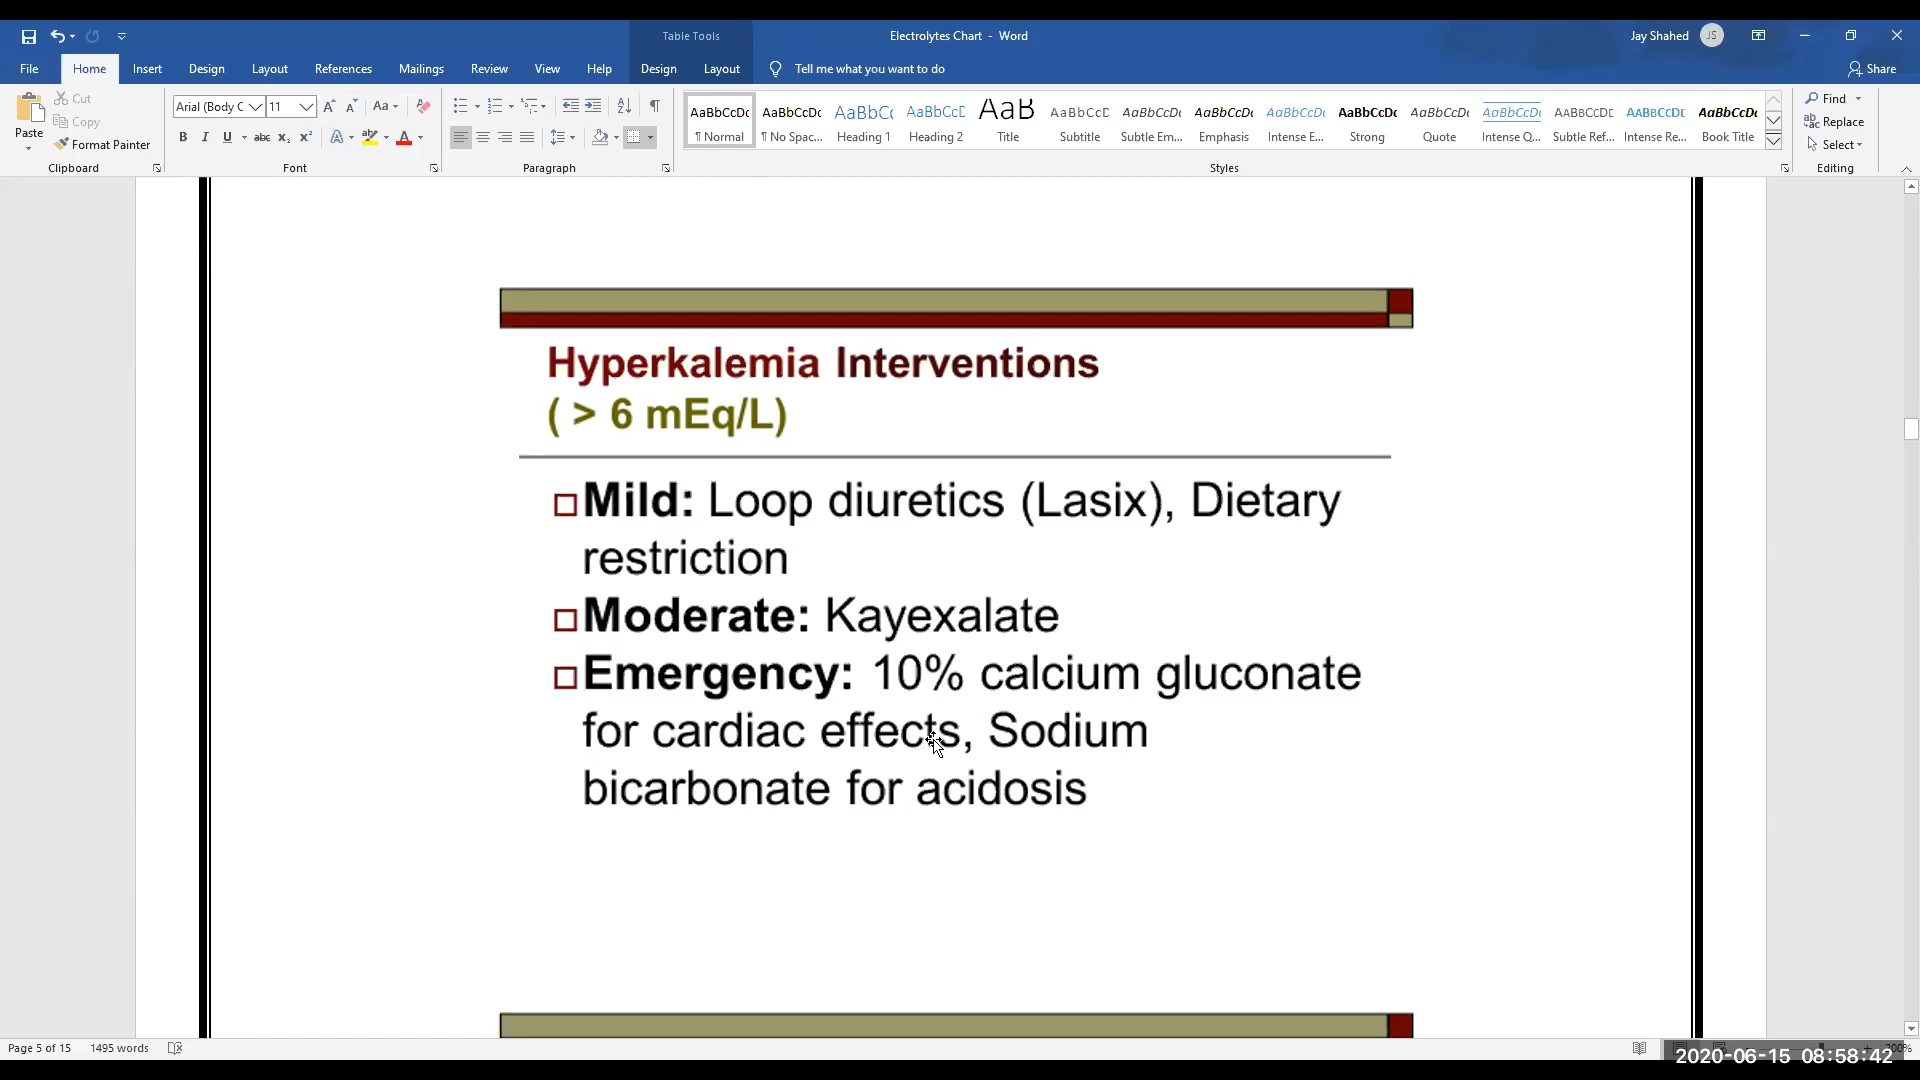 Table Tools
Electrolytes Chart - Word
Jay Shahed
JS
File
Home
Insert
Design
Layout
References
Mailings
Review
View
Help
Design
Layout
Tell me what you want to do
Share
Paste
Cut
Copy
Format Painter
Clipboard
Arial (Body C
11
Font
Paragraph
AaBbCcDc
¶ Normal
AaBbCcDc
¶ No Spac...
AaBbCc
Heading 1
AaBbCcD
Heading 2
AaB
Title
AaBbCcD
Subtitle
AaBbCcDc
Subtle Em...
AaBbCcDc
Emphasis
AaBbCcDc
Intense E...
AaBbCcDc
Strong
AaBbCcDc
Quote
AaBbCcDc
Intense Q...
AABBCCDE
Subtle Ref...
AABBCCDE
Intense Re...
AaBbCcDc
Book Title
Styles
Find
Replace
Select
Editing
Hyperkalemia Interventions
( > 6 mEq/L)
Mild: Loop diuretics (Lasix), Dietary
restriction
Moderate: Kayexalate
Emergency: 10% calcium gluconate
for cardiac effects, Sodium
bicarbonate for acidosis
Page 5 of 15
1495 words
2020-06-15 08:58:42